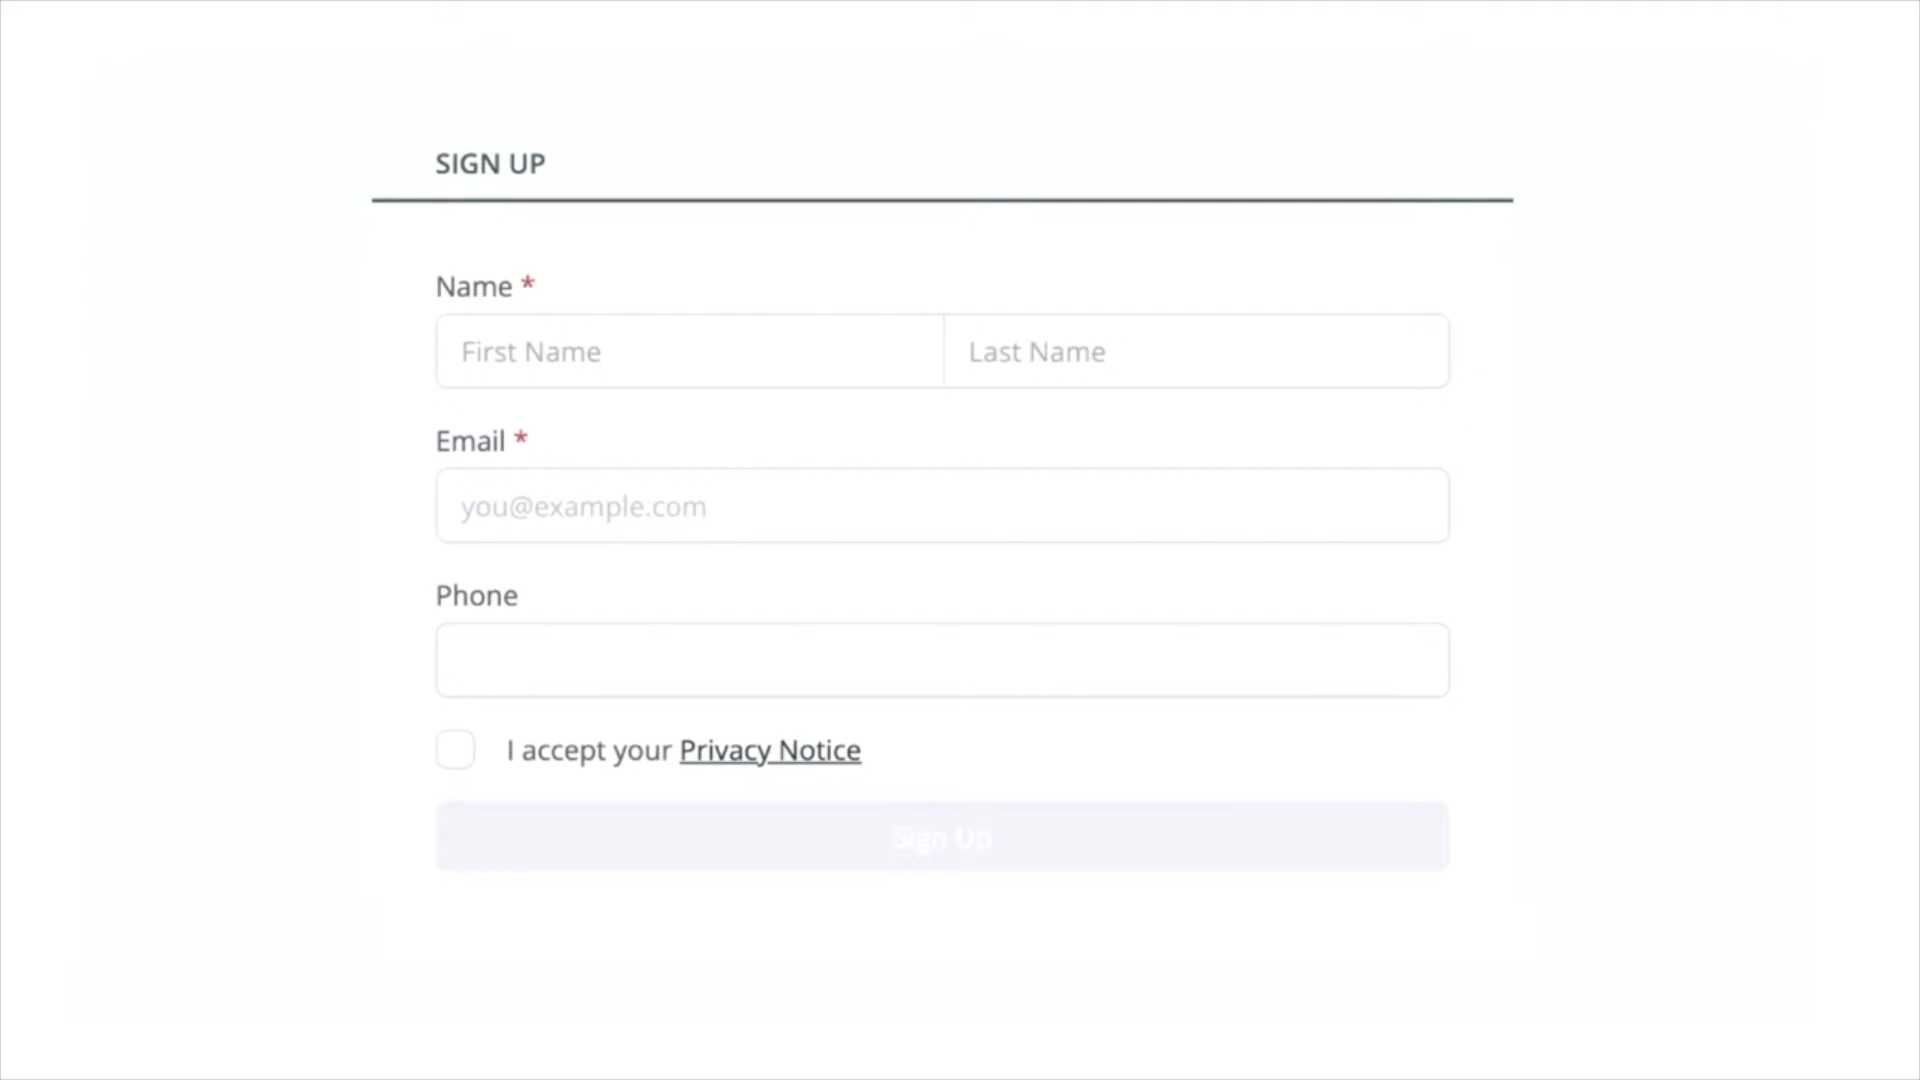 SIGN UP
Name *
First Name Last Name
Email *
you@example.com
Phone
I accept your Privacy Notice
Sign Up